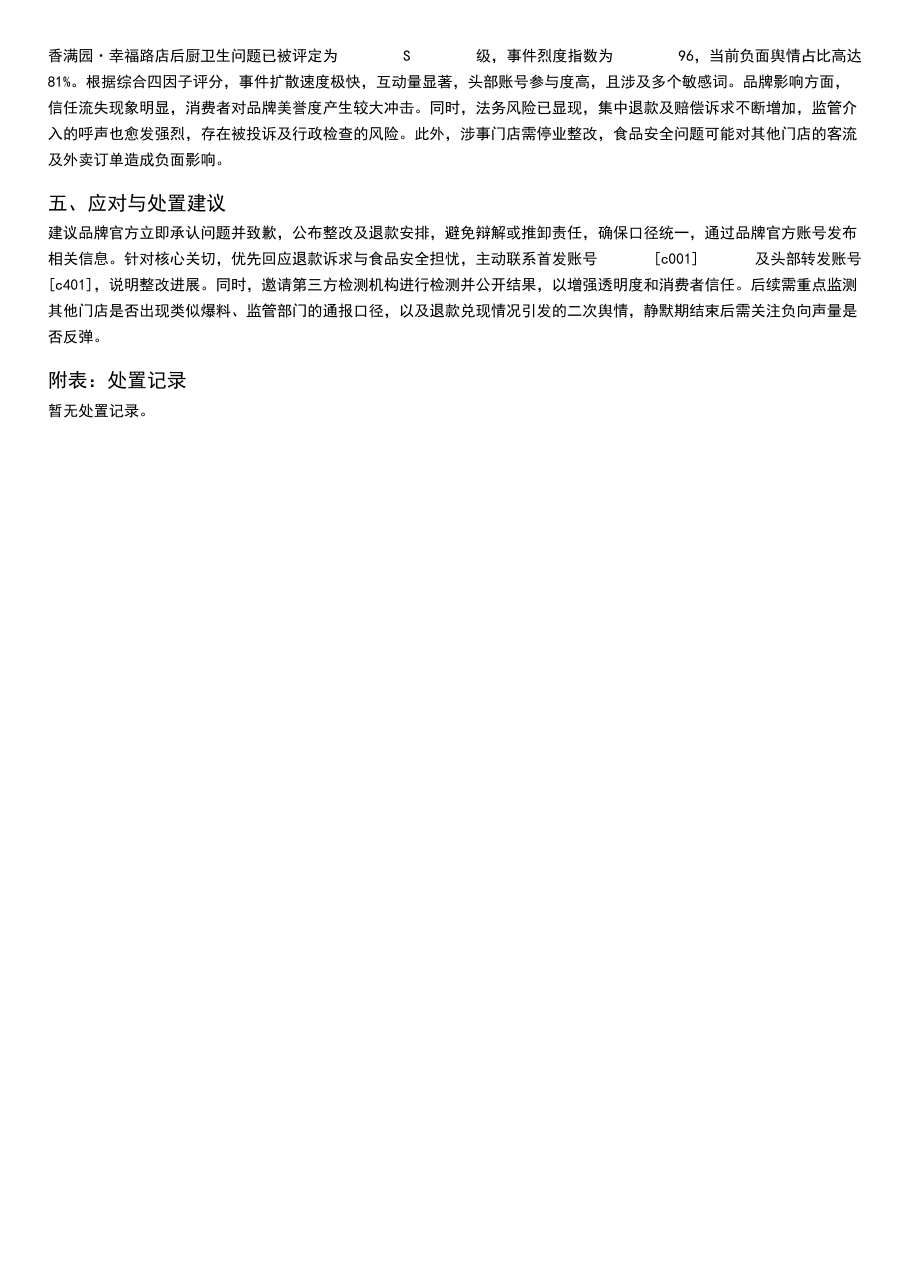 香满园·幸福路店后厨卫生问题已被评定为 S 级，事件烈度指数为 96，当前负面舆情占比高达
81%。根据综合四因子评分，事件扩散速度极快，互动量显著，头部账号参与度高，且涉及多个敏感词。品牌影响方面，
信任流失现象明显，消费者对品牌美誉度产生较大冲击。同时，法务风险已显现，集中退款及赔偿诉求不断增加，监管介
入的呼声也愈发强烈，存在被投诉及行政检查的风险。此外，涉事门店需停业整改，食品安全问题可能对其他门店的客流
及外卖订单造成负面影响。
五、应对与处置建议
建议品牌官方立即承认问题并致歉，公布整改及退款安排，避免辩解或推卸责任，确保口径统一，通过品牌官方账号发布
相关信息。针对核心关切，优先回应退款诉求与食品安全担忧，主动联系首发账号 [c001] 及头部转发账号
[c401]，说明整改进展。同时，邀请第三方检测机构进行检测并公开结果，以增强透明度和消费者信任。后续需重点监测
其他门店是否出现类似爆料、监管部门的通报口径，以及退款兑现情况引发的二次舆情，静默期结束后需关注负向声量是
否反弹。
附表：处置记录
暂无处置记录。